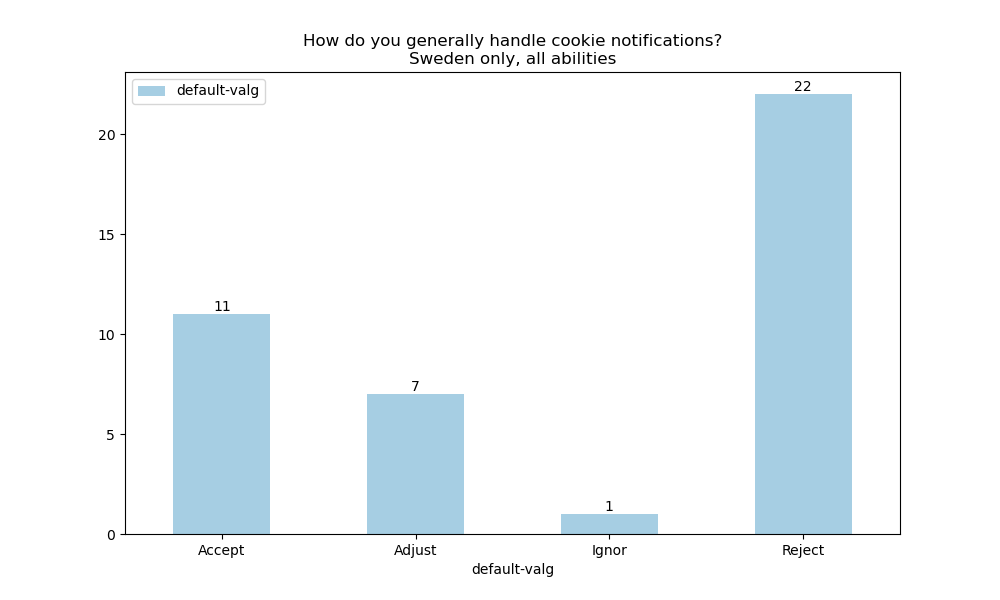 How do you generally handle cookie notifications?
Sweden only, all abilities
default-valg
22
20
15
11
10
7
5
1
0
Accept Adjust Ignor Reject
default-valg